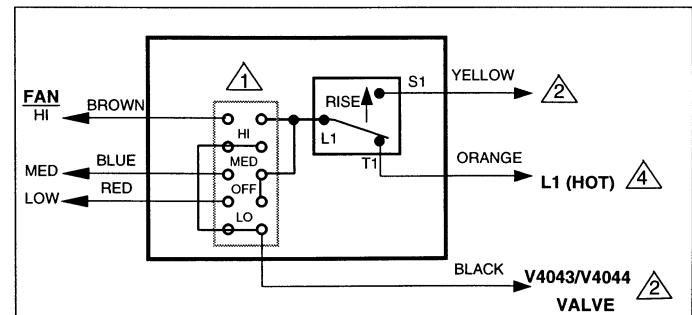 FAN
HI
BROWN
MED
BLUE
LOW
RED
1
HI
MED
OFF
LO
RISE
S1
L1
T1
YELLOW
2
ORANGE
L1 (HOT)
4
BLACK
V4043/V4044
VALVE
2